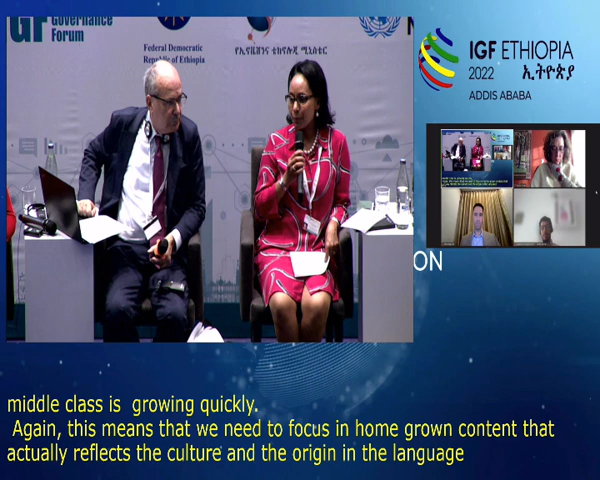 GF Governance
Forum
Federal Democratic
Republic of Ethiopia
የኢኖቬሽንና ቴክኖሎጂ ሚኒስቴር
IGF ETHIOPIA
2022 ኢትዮጵያ
ADDIS ABABA
ON
middle class is growing quickly.
Again, this means that we need to focus in home grown content that
actually reflects the culture and the origin in the language